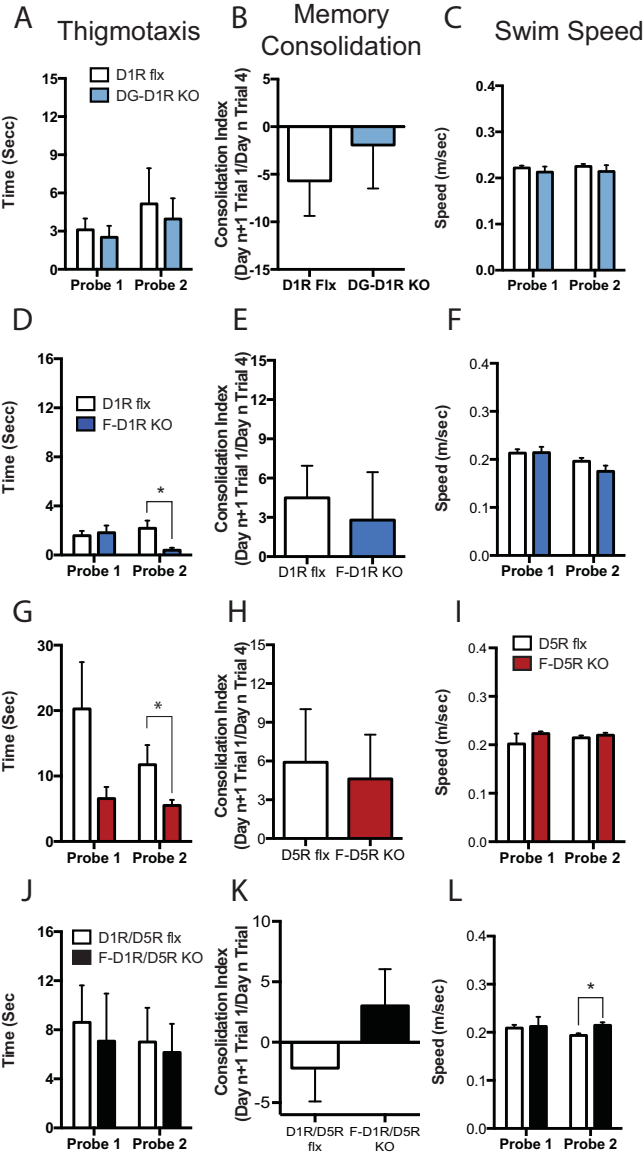 A Thigmotaxis
B Memory Consolidation
C Swim Speed
Time (Secc)
15
12
9
6
3
0
D1R flx
DG-D1R KO
Probe 1 Probe 2
Consolidation Index
(Day n+1 Trial 1/Day n Trial 4)
5
0
-5
-10
-15
D1R Flx DG-D1R KO
Speed (m/sec)
0.4
0.3
0.2
0.1
0.0
Probe 1 Probe 2
D
Time (Secc)
16
12
8
4
0
D1R flx
F-D1R KO
*
Probe 1 Probe 2
E
Consolidation Index
(Day n+1 Trial 1/Day n Trial 4)
15
12
9
6
3
0
D1R flx F-D1R KO
F
Speed (m/sec)
0.4
0.3
0.2
0.1
0.0
Probe 1 Probe 2
G
Time (Sec)
30
20
10
0
*
Probe 1 Probe 2
H
Consolidation Index
(Day n+1 Trial 1/Day n Trial 4)
15
12
9
6
3
0
D5R flx F-D5R KO
I
Speed (m/sec)
0.4
0.3
0.2
0.1
0.0
D5R flx
F-D5R KO
Probe 1 Probe 2
J
Time (Sec
16
12
8
4
0
D1R/D5R flx
F-D1R/D5R KO
Probe 1 Probe 2
K
Consolidation Index
(Day n+1 Trial 1/Day n Trial
10
5
0
-5
D1R/D5R flx
F-D1R/D5R KO
L
Speed (m/sec)
0.4
0.3
0.2
0.1
0.0
*
Probe 1 Probe 2